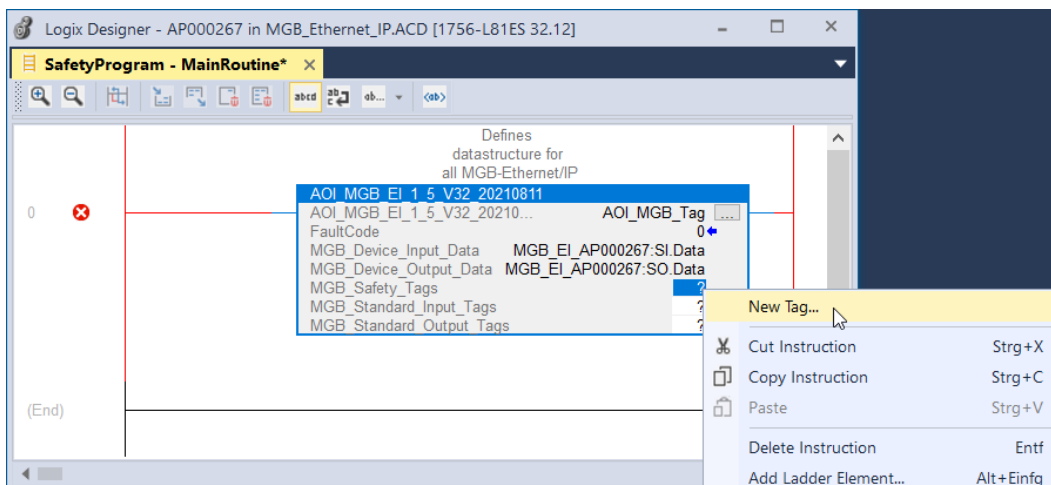 Logix Designer - AP000267 in MGB_Ethernet_IP.ACD [1756-L81ES 32.12]
SafetyProgram - MainRoutine*
abcd
ab c
ab...
<ab>
Defines
datastructure for
all MGB-Ethernet/IP
AOI_MGB_EI_1_5_V32_20210811
0
AOI_MGB_EI_1_5_V32_20210... AOI_MGB_Tag ...
FaultCode 0
MGB_Device_Input_Data MGB_EI_AP000267:SI.Data
MGB_Device_Output_Data MGB_EI_AP000267:SO.Data
MGB_Safety_Tags ?
MGB_Standard_Input_Tags ?
MGB_Standard_Output_Tags ?
(End)
New Tag...
Cut Instruction Strg+X
Copy Instruction Strg+C
Paste Strg+V
Delete Instruction Entf
Add Ladder Element... Alt+Einfg